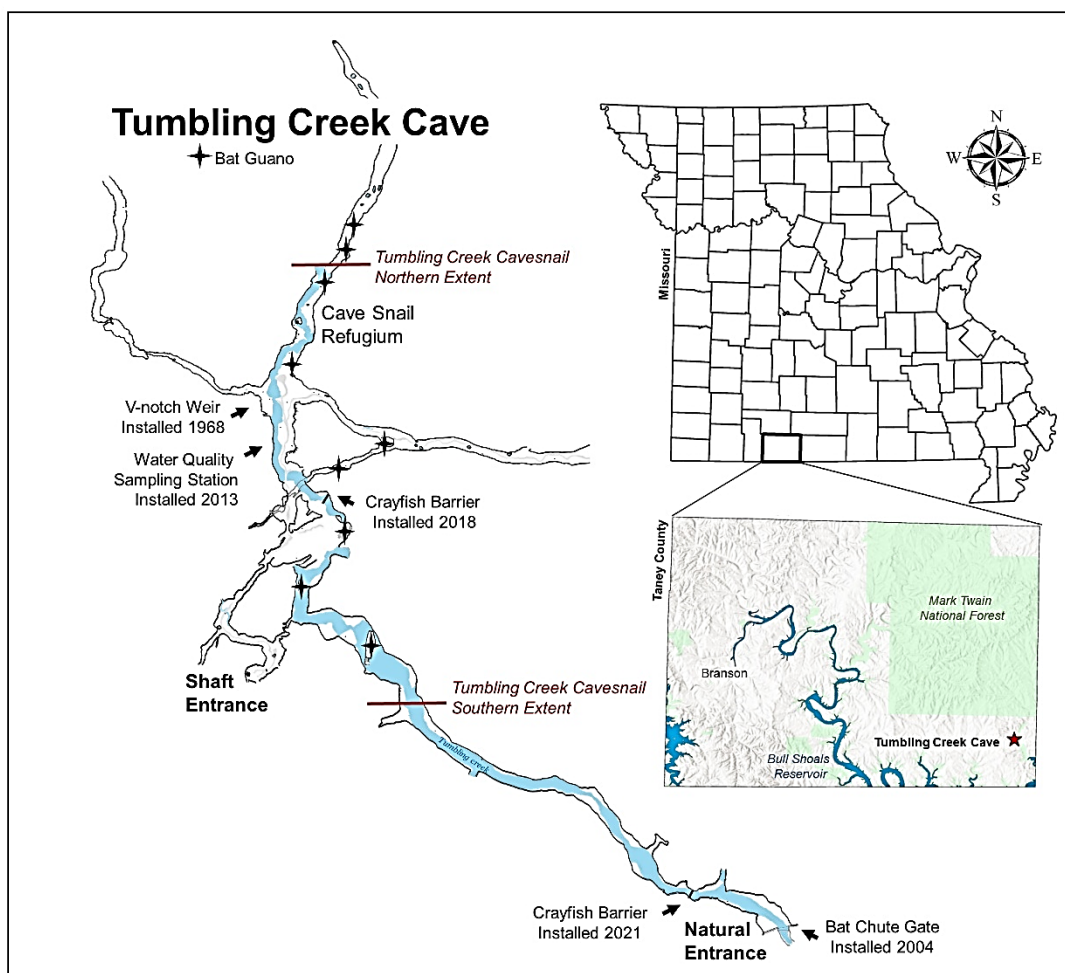 Tumbling Creek Cave
Bat Guano
Tumbling Creek Cavesnail
Northern Extent
Cave Snail
Refugium
V-notch Weir
Installed 1968
Water Quality
Sampling Station
Installed 2013
Crayfish Barrier
Installed 2018
Shaft
Entrance
Tumbling Creek Cavesnail
Southern Extent
Tumbling creek
Crayfish Barrier
Installed 2021
Natural
Entrance
Bat Chute Gate
Installed 2004
Missouri
N
W
E
S
Taney County
Mark Twain
National Forest
Branson
Tumbling Creek Cave
Bull Shoals
Reservoir